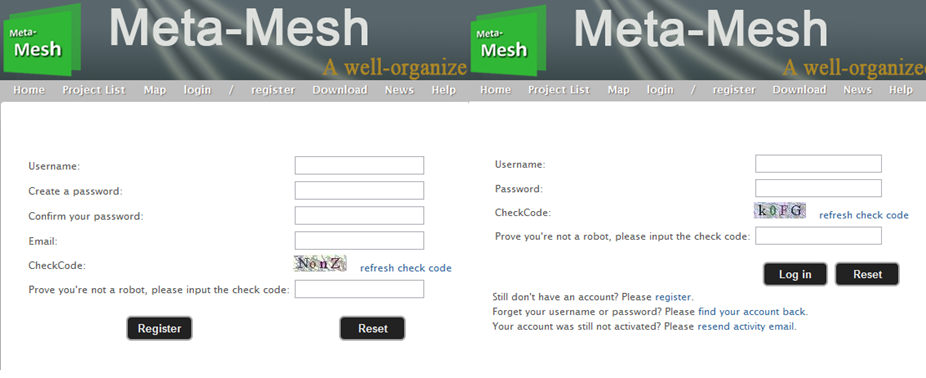 Meta-
Mesh
Meta-Mesh
A well-organize
Home Project List Map login / register Download News Help
Username:
Create a password:
Confirm your password:
Email:
CheckCode: NonZ refresh check code
Prove you're not a robot, please input the check code:
Register Reset
Meta-
Mesh
Meta-Mesh
A well-organize
Home Project List Map login / register Download News Help
Username:
Password:
CheckCode: k0FG refresh check code
Prove you're not a robot, please input the check code:
Log in Reset
Still don't have an account? Please register.
Forget your username or password? Please find your account back.
Your account was still not activated? Please resend activity email.